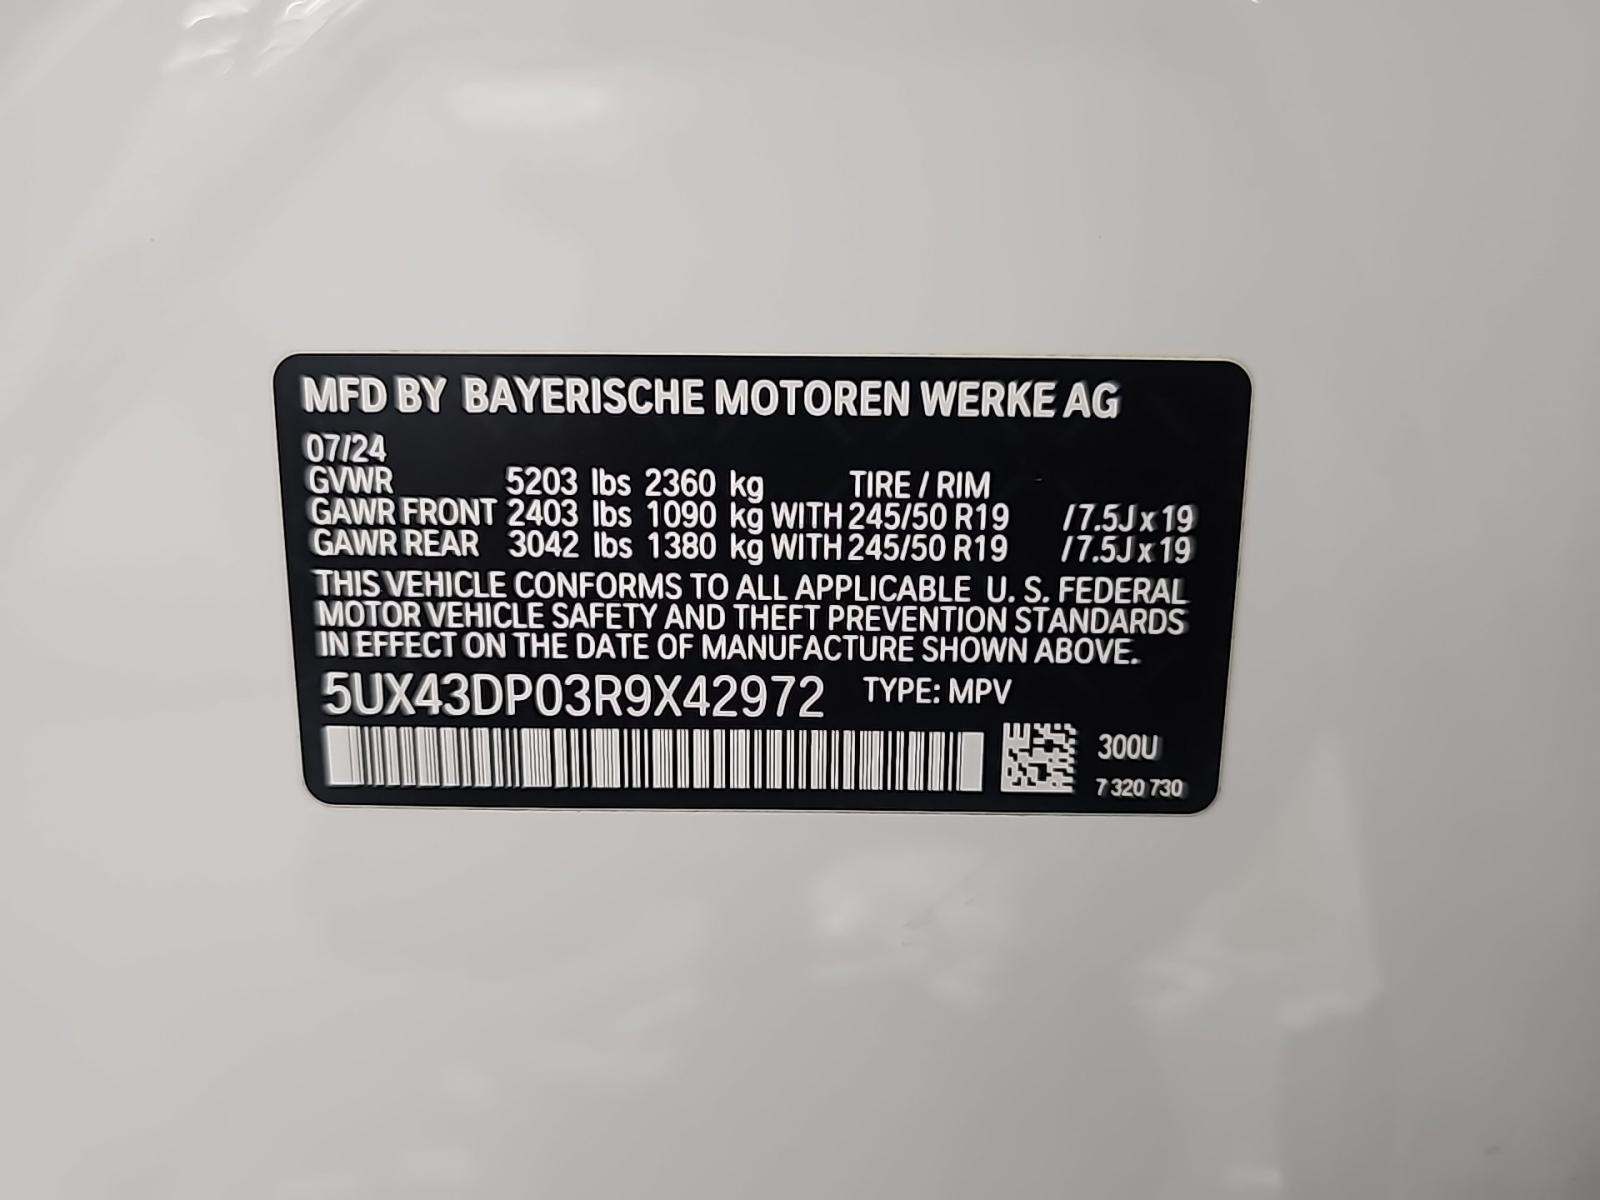 MFD BY BAYERISCHE MOTOREN WERKE AG
07/24
GVWR 5203 lbs 2360 kg TIRE / RIM
GAWR FRONT 2403 lbs 1090 kg WITH 245/50 R19 /7.5J x 19
GAWR REAR 3042 lbs 1380 kg WITH 245/50 R19 /7.5J x 19
THIS VEHICLE CONFORMS TO ALL APPLICABLE U. S. FEDERAL
MOTOR VEHICLE SAFETY AND THEFT PREVENTION STANDARDS
IN EFFECT ON THE DATE OF MANUFACTURE SHOWN ABOVE.
5UX43DP03R9X42972 TYPE: MPV
300U
7 320 730